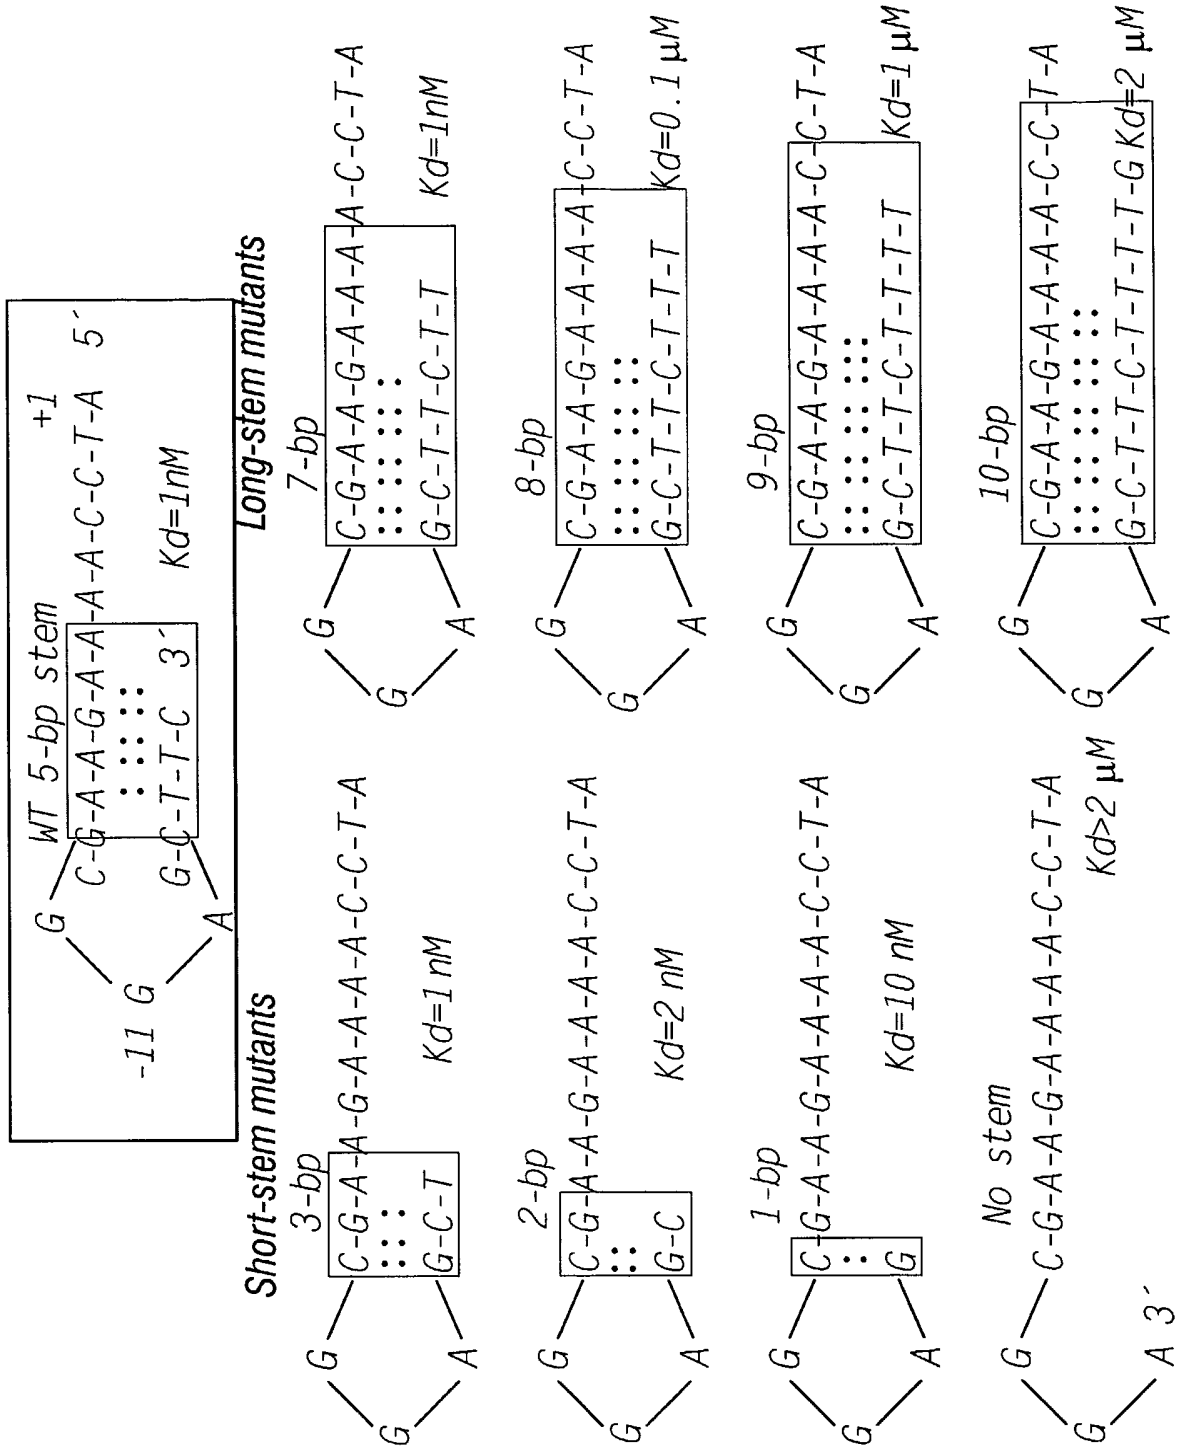 WT 5-bp stem
+1
G
C-G-A-A-G-A-A-A-A-C-C-T-A 5´
-11 G
G-C-T-T-C 3´
A
Kd=1nM
Short-stem mutants
3-bp
G
C-G-A-A-G-A-A-A-A-C-C-T-A
G
G-C-T
A
Kd=1 nM
2-bp
G
C-G-A-A-G-A-A-A-A-C-C-T-A
G
G-C
A
Kd=2 nM
1-bp
G
C-G-A-A-G-A-A-A-A-C-C-T-A
G
G
A
Kd=10 nM
No stem
G
C-G-A-A-G-A-A-A-A-C-C-T-A
G
A 3´
Kd>2 µM
Long-stem mutants
7-bp
G
C-G-A-A-G-A-A-A-A-C-C-T-A
G
G-C-T-T-C-T-T
A
Kd=1nM
8-bp
G
C-G-A-A-G-A-A-A-A-C-C-T-A
G
G-C-T-T-C-T-T-T
A
Kd=0.1 µM
9-bp
G
C-G-A-A-G-A-A-A-A-C-C-T-A
G
G-C-T-T-C-T-T-T-T
A
Kd=1 µM
10-bp
G
C-G-A-A-G-A-A-A-A-C-C-T-A
G
G-C-T-T-C-T-T-T-T-G
A
Kd=2 µM